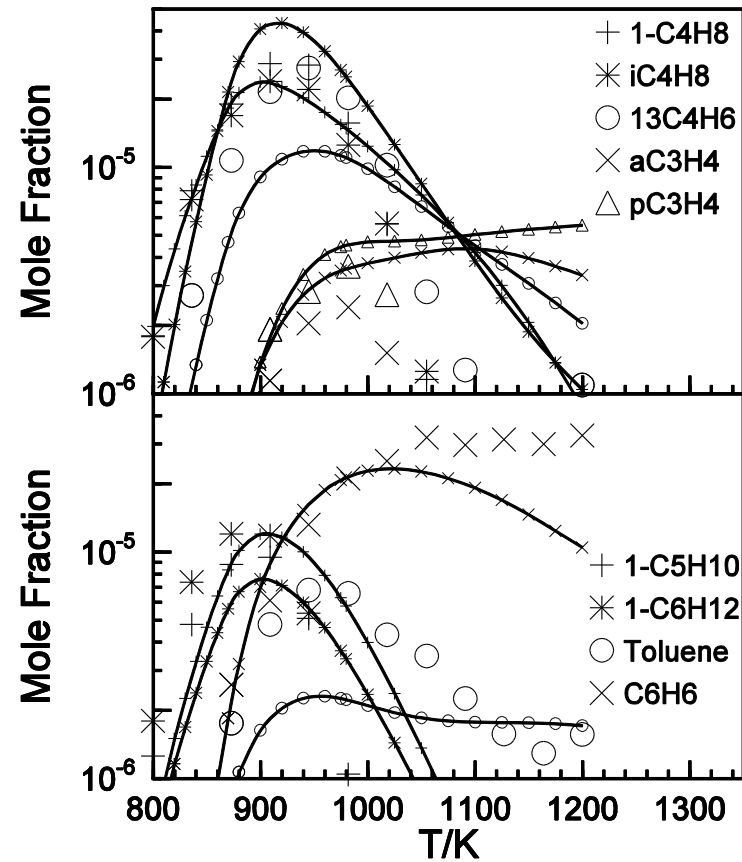 1-C4H8
iC4H8
13C4H6
aC3H4
pC3H4
Mole Fraction
10-5
10-6
1-C5H10
1-C6H12
Toluene
C6H6
Mole Fraction
10-5
10-6
800 900 1000 1100 1200 1300
T/K